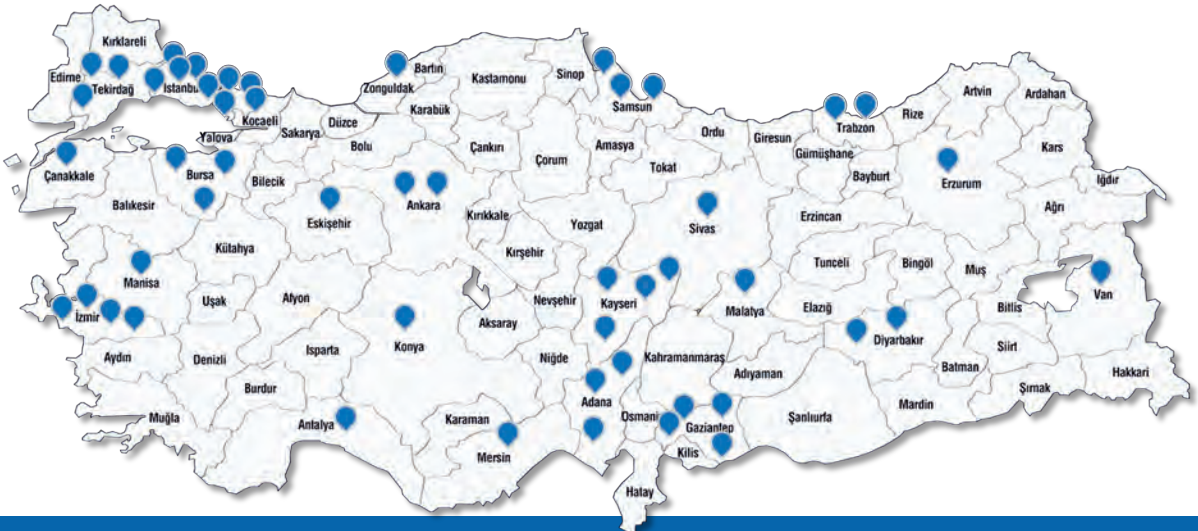 Kırklareli
Edirne
Tekirdağ
İstanbul
Kocaeli
Yalova
Sakarya
Düzce
Zonguldak
Bartın
Karabük
Kastamonu
Sinop
Samsun
Bolu
Çankırı
Çorum
Amasya
Ordu
Tokat
Giresun
Trabzon
Gümüşhane
Bayburt
Rize
Artvin
Ardahan
Kars
Iğdır
Erzurum
Ağrı
Çanakkale
Balıkesir
Bursa
Bilecik
Eskişehir
Ankara
Kırıkkale
Yozgat
Sivas
Erzincan
Kütahya
Kırşehir
Tunceli
Bingöl
Muş
Manisa
Uşak
Afyon
Nevşehir
Kayseri
Malatya
Elazığ
Bitlis
Van
İzmir
Aksaray
Diyarbakır
Aydın
Denizli
Isparta
Konya
Niğde
Kahramanmaraş
Adıyaman
Siirt
Batman
Hakkari
Burdur
Şırnak
Muğla
Antalya
Karaman
Adana
Osmani
Gaziantep
Şanlıurfa
Mardin
Mersin
Kilis
Hatay